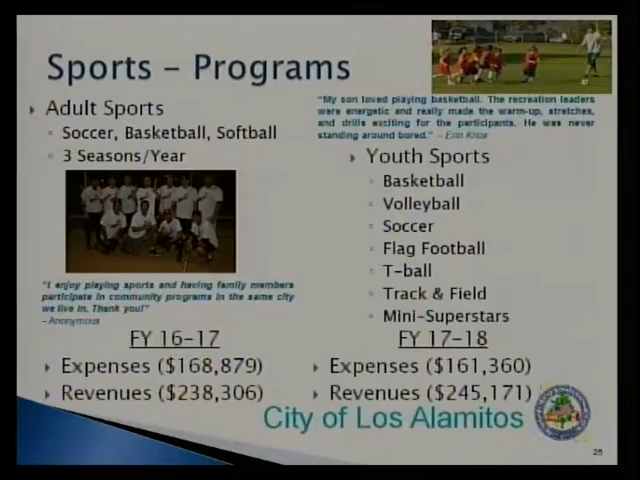 Sports – Programs
Adult Sports
Soccer, Basketball, Softball
3 Seasons/Year
"I enjoy playing sports and having family members
participate in community programs in the same city
we live in. Thank you!"
– Anonymous
"My son loved playing basketball. The recreation leaders
were energetic and really made the warm-up, stretches,
and drills exciting for the participants. He was never
standing around bored." – Erin Knox
Youth Sports
Basketball
Volleyball
Soccer
Flag Football
T-ball
Track & Field
Mini-Superstars
FY 16-17
Expenses ($168,879)
Revenues ($238,306)
FY 17-18
Expenses ($161,360)
Revenues ($245,171)
City of Los Alamitos